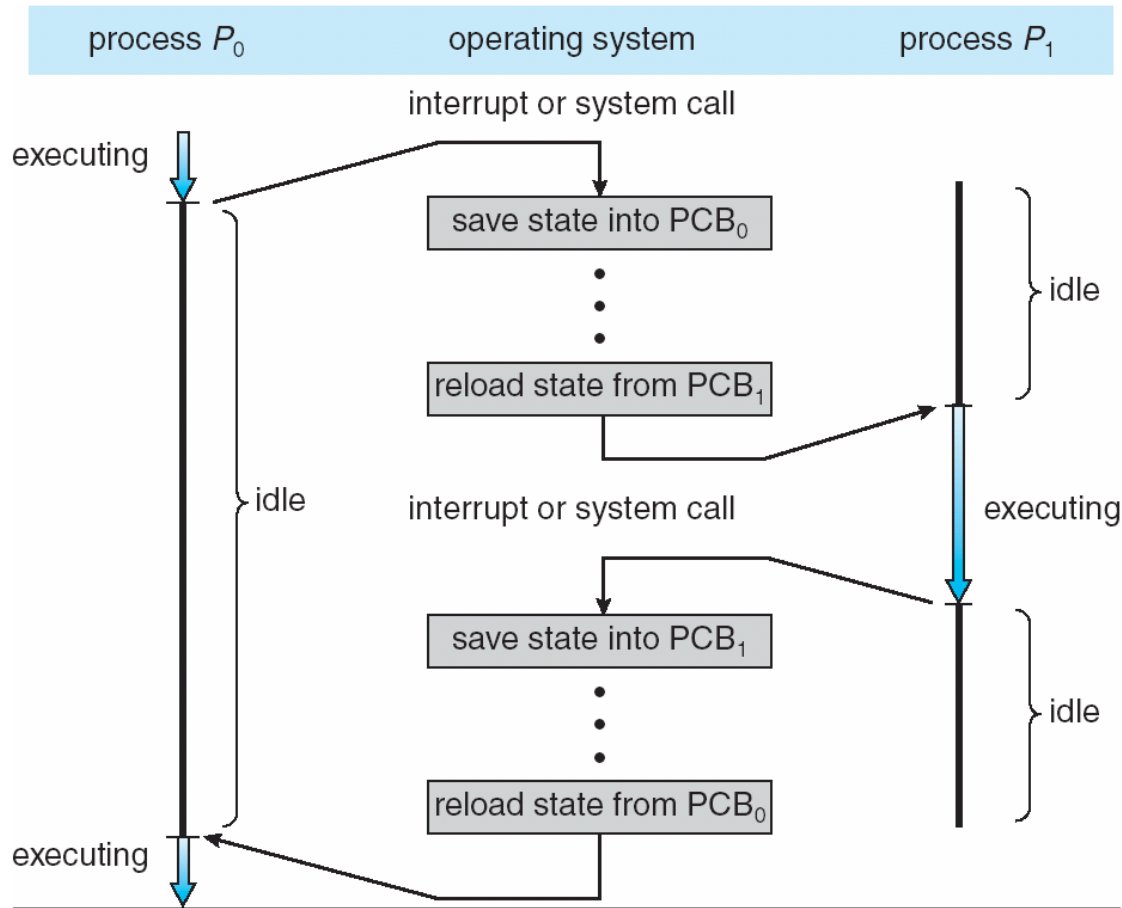 process P₀ operating system process P₁
interrupt or system call
executing
save state into PCB₀
idle
reload state from PCB₁
idle
interrupt or system call
executing
save state into PCB₁
idle
reload state from PCB₀
executing